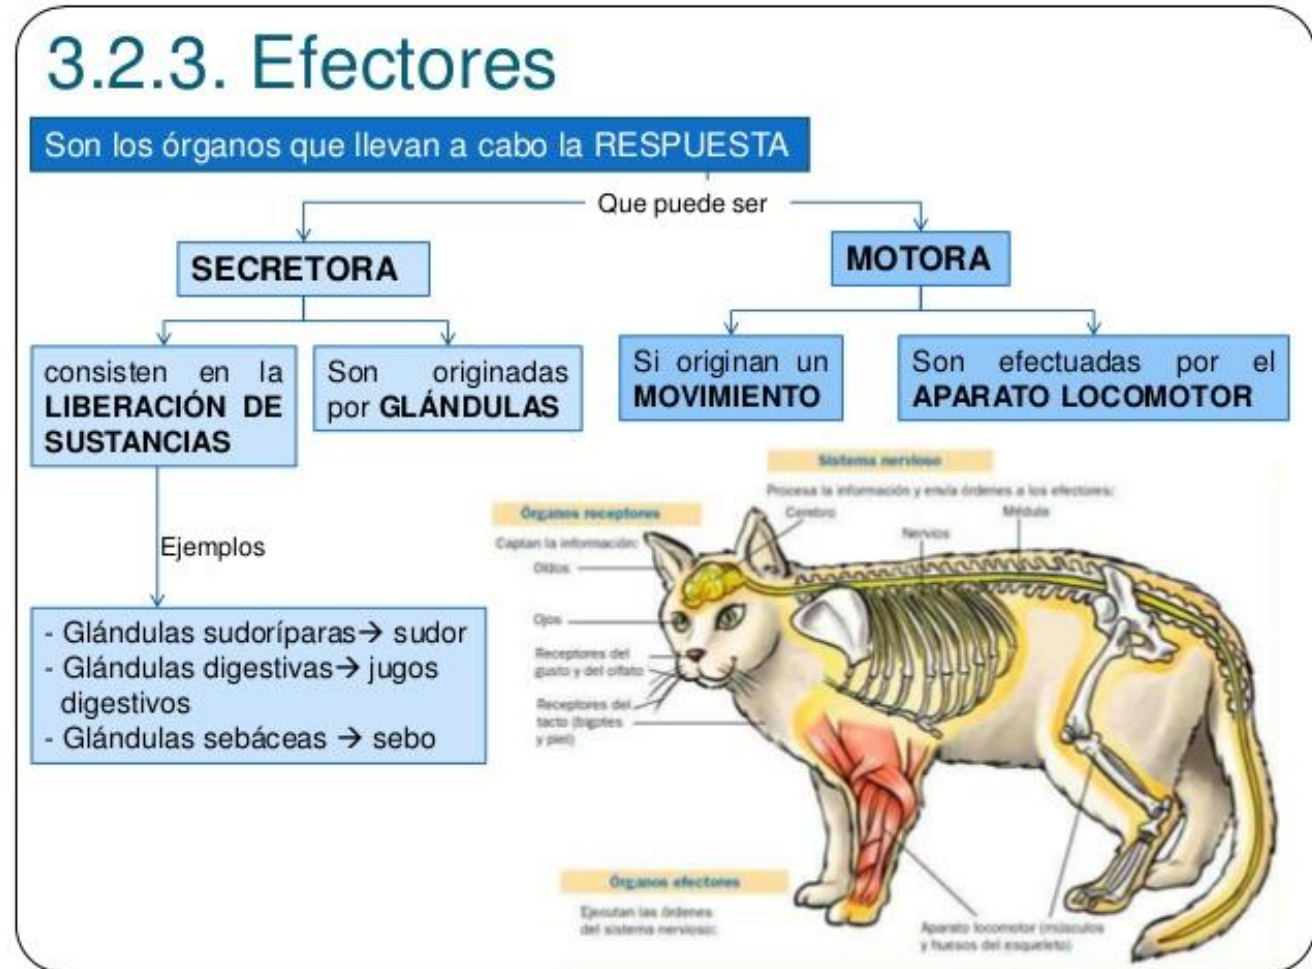 3.2.3. Efectores
Son los órganos que llevan a cabo la RESPUESTA
Que puede ser
SECRETORA
MOTORA
consisten en la
LIBERACIÓN DE
SUSTANCIAS
Son originadas
por GLÁNDULAS
Si originan un
MOVIMIENTO
Son efectuadas por el
APARATO LOCOMOTOR
Ejemplos
- Glándulas sudoríparas→ sudor
- Glándulas digestivas→ jugos
digestivos
- Glándulas sebáceas → sebo
Sistema nervioso
Procesa la información y envía órdenes a los efectores:
Cerebro
Nervios
Médula
Órganos receptores
Captan la información:
Oídos
Ojos
Receptores del
gusto y del olfato
Receptores del
tacto (bigotes
y piel)
Órganos efectores
Ejecutan las órdenes
del sistema nervioso:
Aparato locomotor (músculos
y huesos del esqueleto)